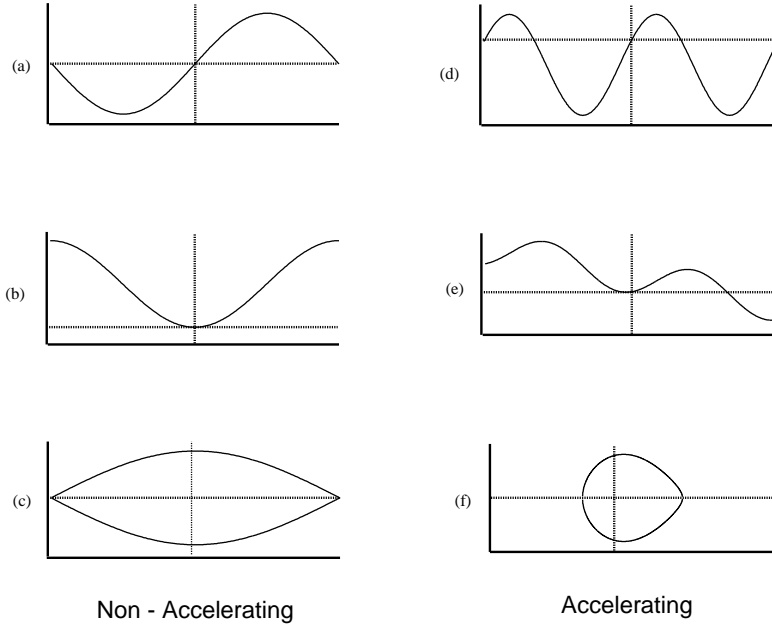 (a)
(d)
(b)
(e)
(c)
(f)
Non - Accelerating
Accelerating